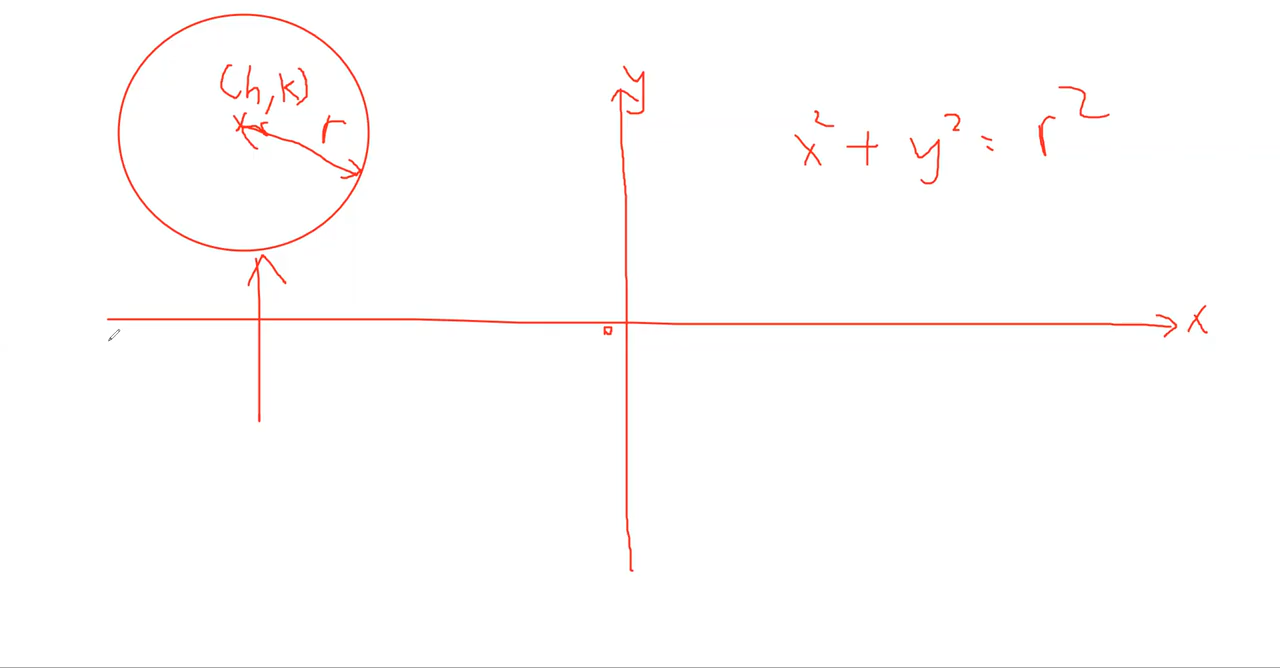 (h,k)
r
y
x² + y² = r²
x